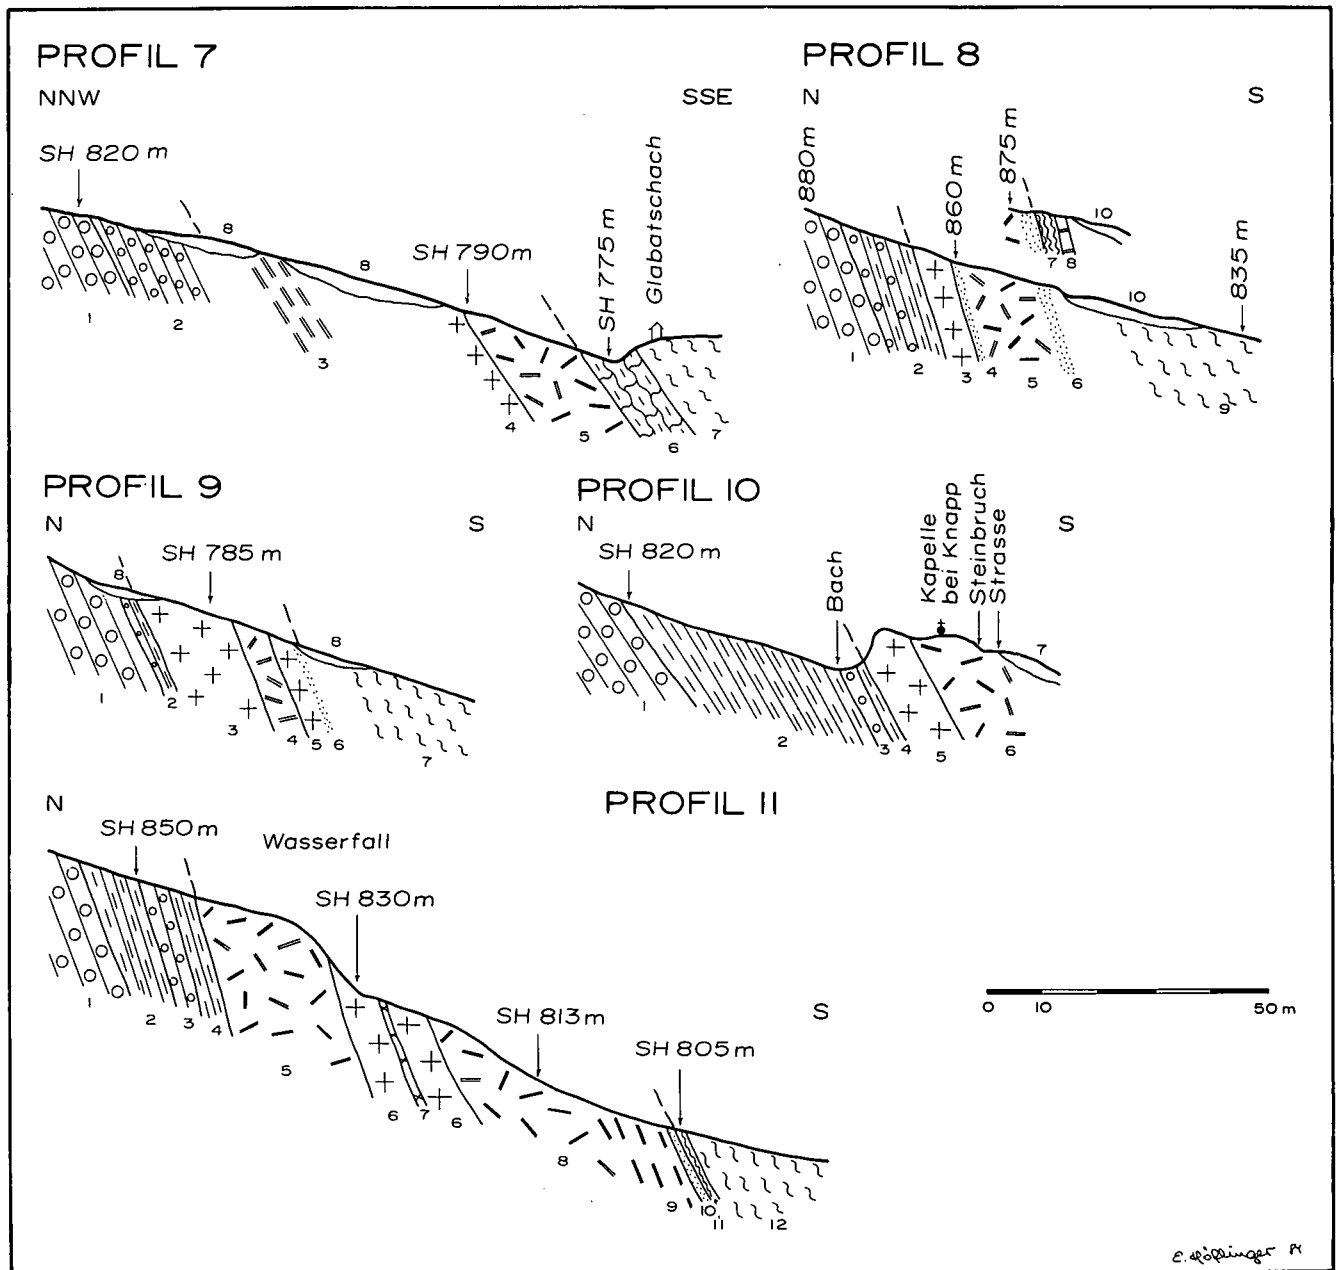 PROFIL 7
NNW
SSE
SH 820 m
8
8
SH 790 m
SH 775 m
Glabatschach
1
2
3
4
5
6
7
PROFIL 8
N
S
880 m
860 m
875 m
10
7
8
10
835 m
1
2
3
4
5
6
9
PROFIL 9
N
S
8
SH 785 m
8
1
2
3
4
5
6
7
PROFIL 10
N
S
SH 820 m
Bach
Kapelle
bei Knapp
Steinbruch
Strasse
7
1
2
3
4
5
6
PROFIL 11
N
SH 850 m
Wasserfall
SH 830 m
SH 813 m
SH 805 m
S
1
2
3
4
5
6
7
6
8
9
10
11
12
0 10 50 m